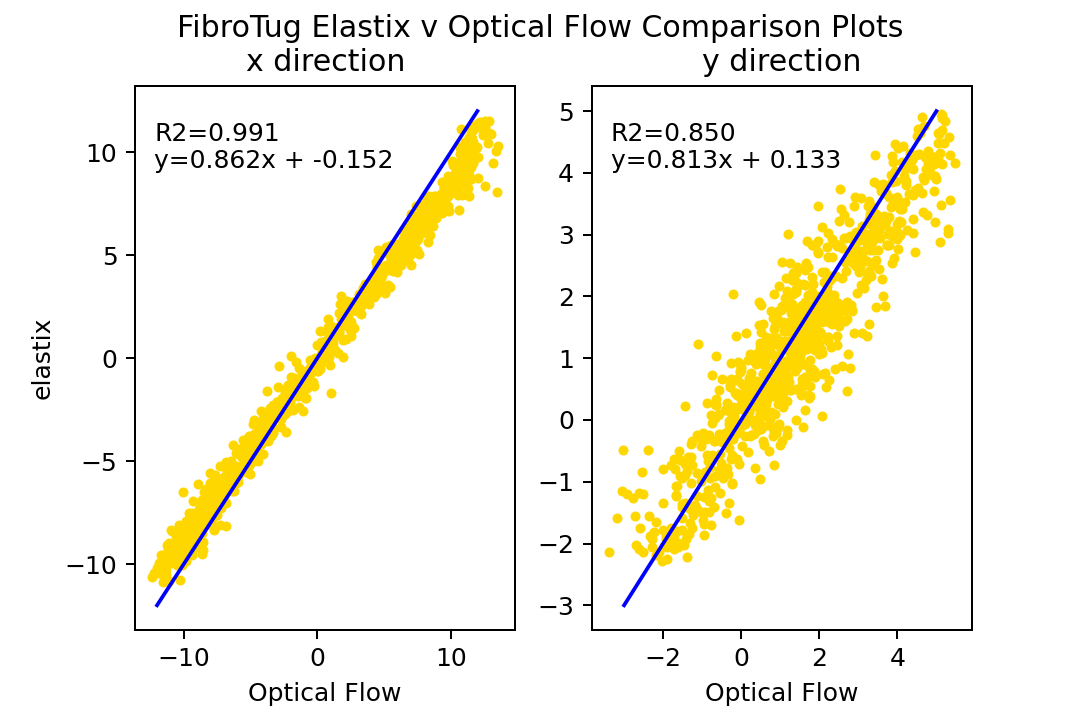 FibroTug Elastix v Optical Flow Comparison Plots
x direction
R2=0.991
y=0.862x + -0.152
10
5
0
−5
−10
elastix
−10 0 10
Optical Flow
y direction
R2=0.850
y=0.813x + 0.133
5
4
3
2
1
0
−1
−2
−3
−2 0 2 4
Optical Flow